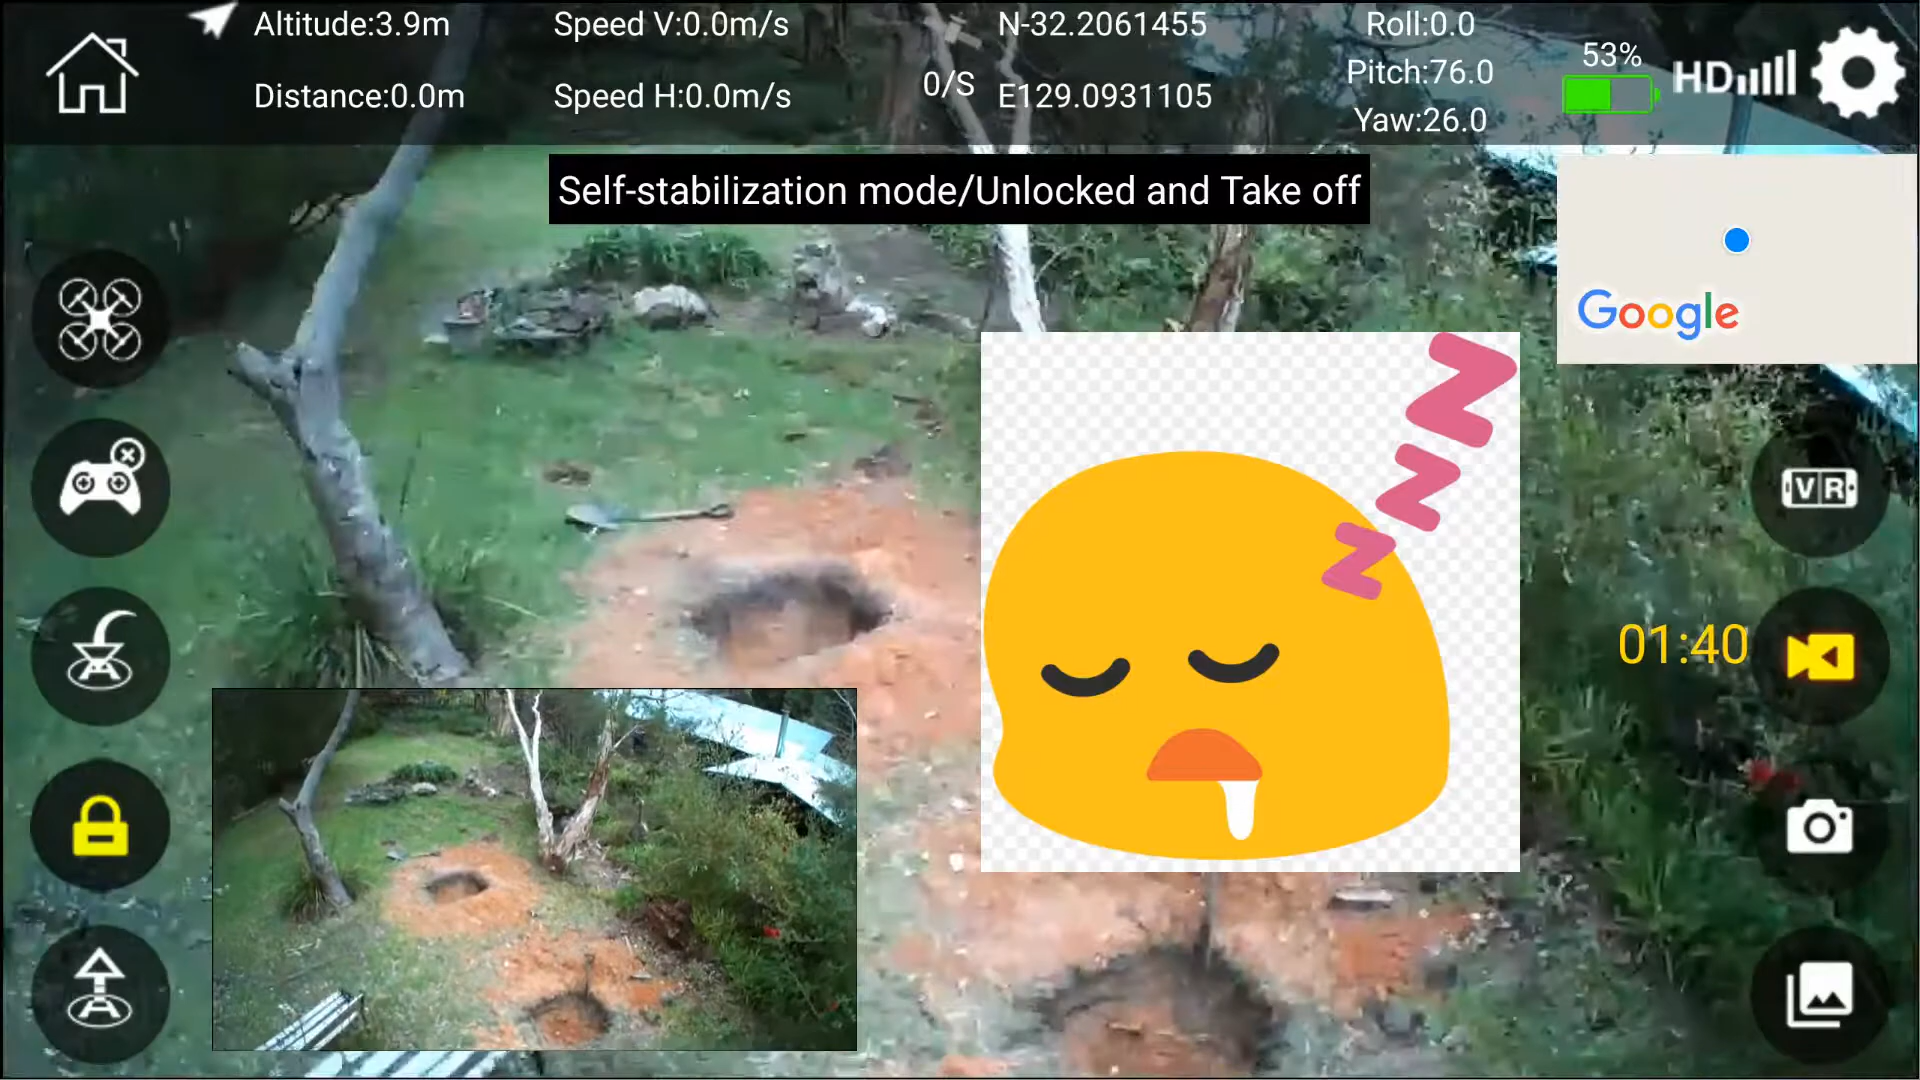 Altitude:3.9m
Speed V:0.0m/s
N-32.2061455
Roll:0.0
Distance:0.0m
Speed H:0.0m/s
0/S
E129.0931105
Pitch:76.0
Yaw:26.0
53%
HD
Self-stabilization mode/Unlocked and Take off
Google
Z
Z
Z
VR
01:40